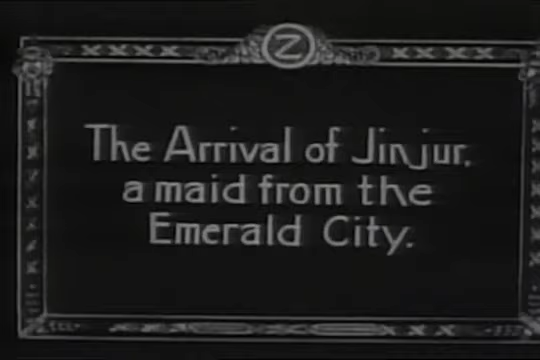 Z
The Arrival of Jinjur,
a maid from the
Emerald City.